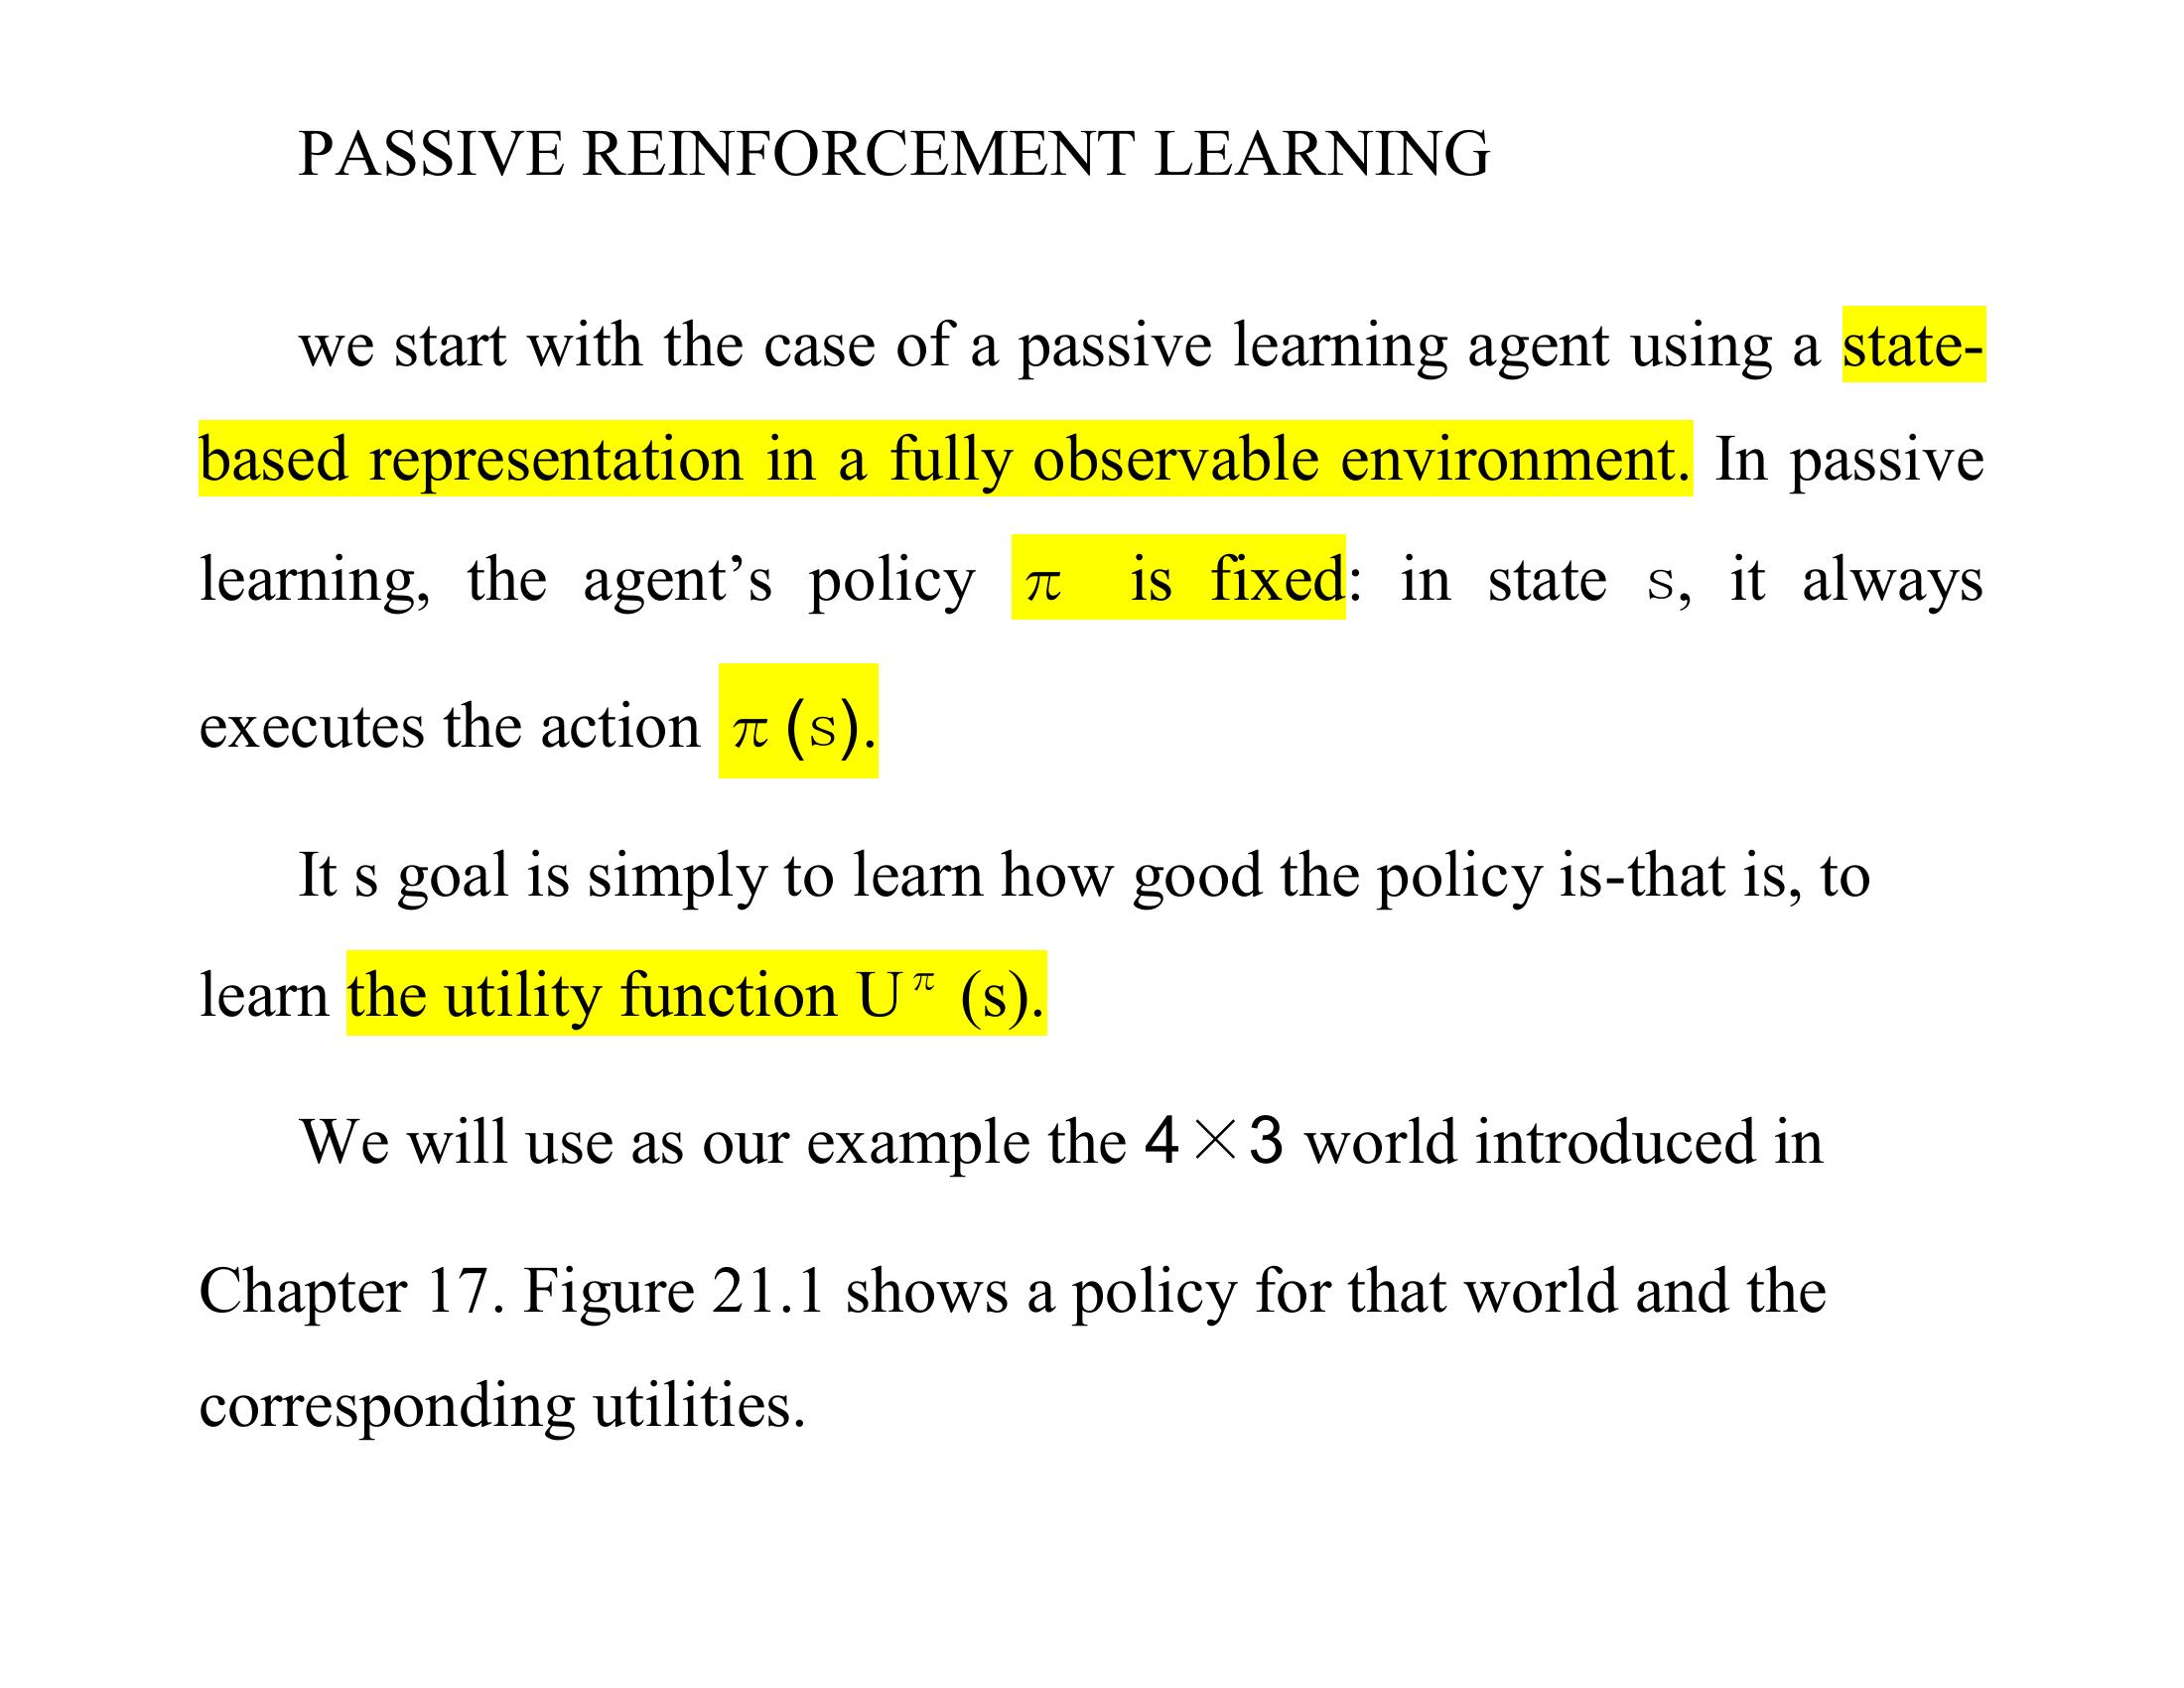 PASSIVE REINFORCEMENT LEARNING
we start with the case of a passive learning agent using a state-
based representation in a fully observable environment. In passive
learning, the agent’s policy π is fixed: in state s, it always
executes the action π (s).
It s goal is simply to learn how good the policy is-that is, to
learn the utility function U^π (s).
We will use as our example the 4×3 world introduced in
Chapter 17. Figure 21.1 shows a policy for that world and the
corresponding utilities.